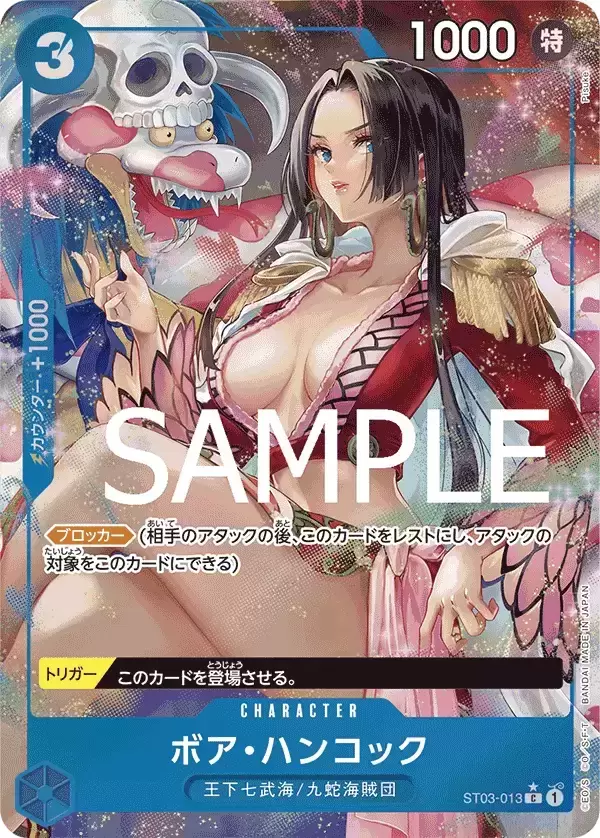 3
1000
特
Pisuke
カウンター +1000
SAMPLE
ブロッカー (相手のアタックの後、このカードをレストにし、アタックの
対象をこのカードにできる)
トリガー このカードを登場させる。
CHARACTER
ボア・ハンコック
王下七武海/九蛇海賊団
ST03-013 C 1
BANDAI MADE IN JAPAN